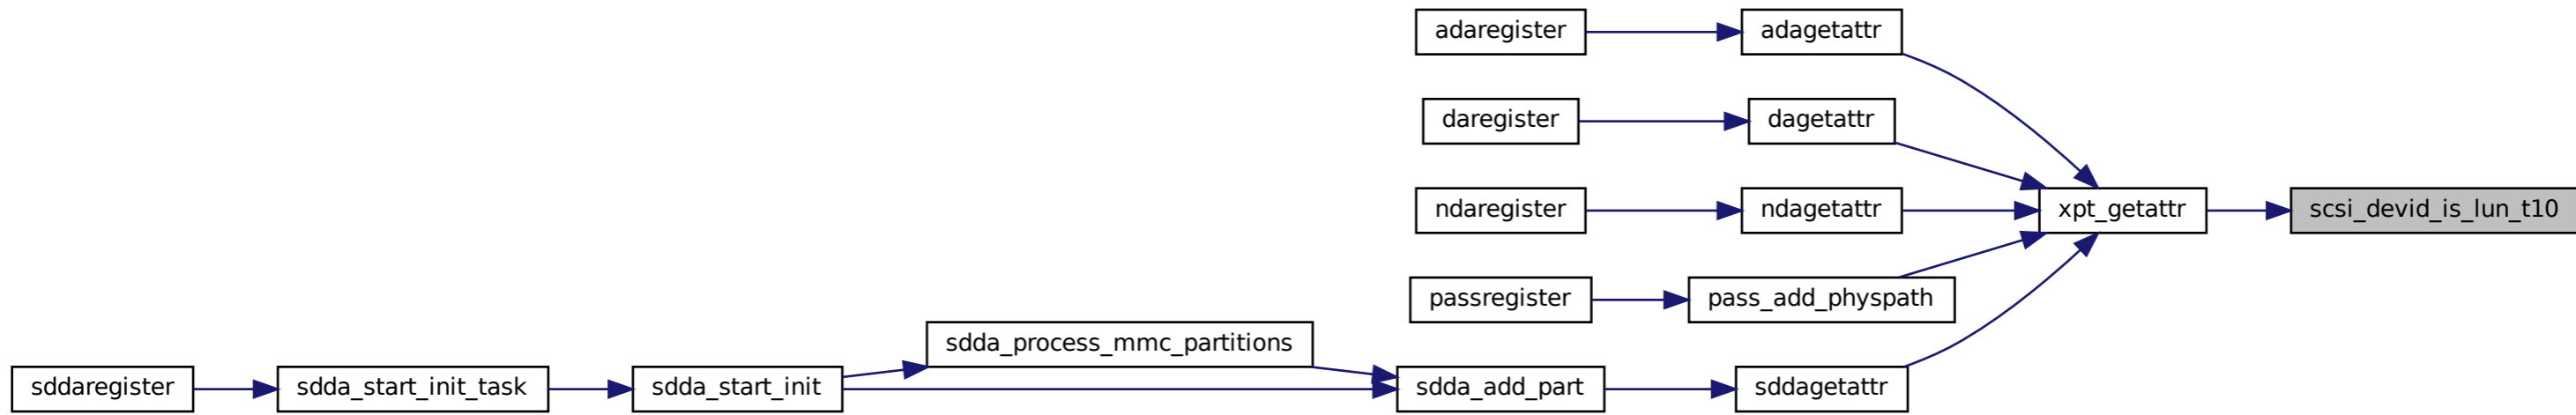 adaregister
adagetattr
daregister
dagetattr
ndaregister
ndagetattr
xpt_getattr
scsi_devid_is_lun_t10
passregister
pass_add_physpath
sdda_process_mmc_partitions
sddaregister
sdda_start_init_task
sdda_start_init
sdda_add_part
sddagetattr